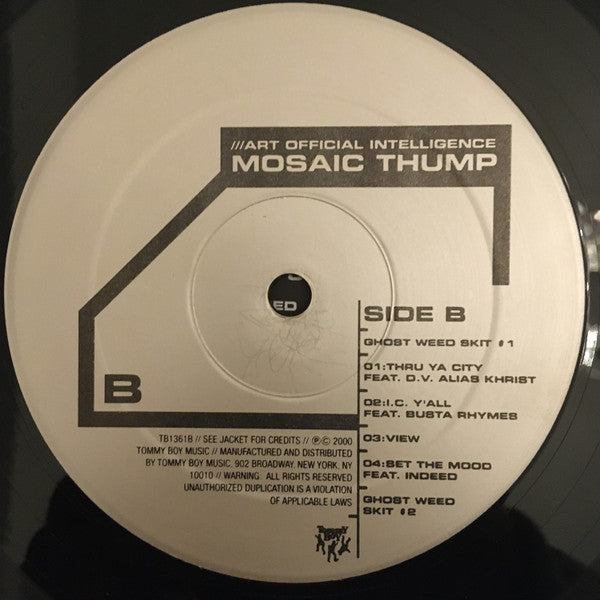 ///ART OFFICIAL INTELLIGENCE
MOSAIC THUMP
ED
SIDE B
GHOST WEED SKIT #1
01:THRU YA CITY
FEAT. D.V. ALIAS KHRIST
02:I.C. Y'ALL
FEAT. BUSTA RHYMES
03:VIEW
04:SET THE MOOD
FEAT. INDEED
GHOST WEED
SKIT #2
B
TB1361B // SEE JACKET FOR CREDITS // ℗© 2000
TOMMY BOY MUSIC // MANUFACTURED AND DISTRIBUTED
BY TOMMY BOY MUSIC. 902 BROADWAY. NEW YORK. NY
10010 // WARNING: ALL RIGHTS RESERVED
UNAUTHORIZED DUPLICATION IS A VIOLATION
OF APPLICABLE LAWS
TOMMY
BOY